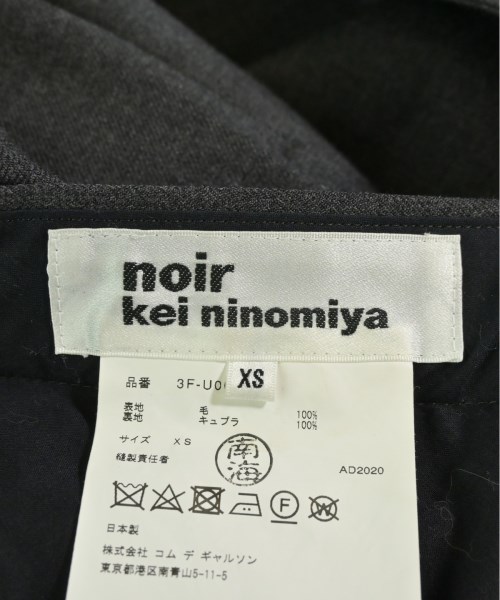 noir
kei ninomiya
XS
品番 3F-U0
表地 毛 100%
裏地 キュプラ 100%
サイズ XS
縫製責任者 南海
AD2020
F W
日本製
株式会社 コム デ ギャルソン
東京都港区南青山5-11-5